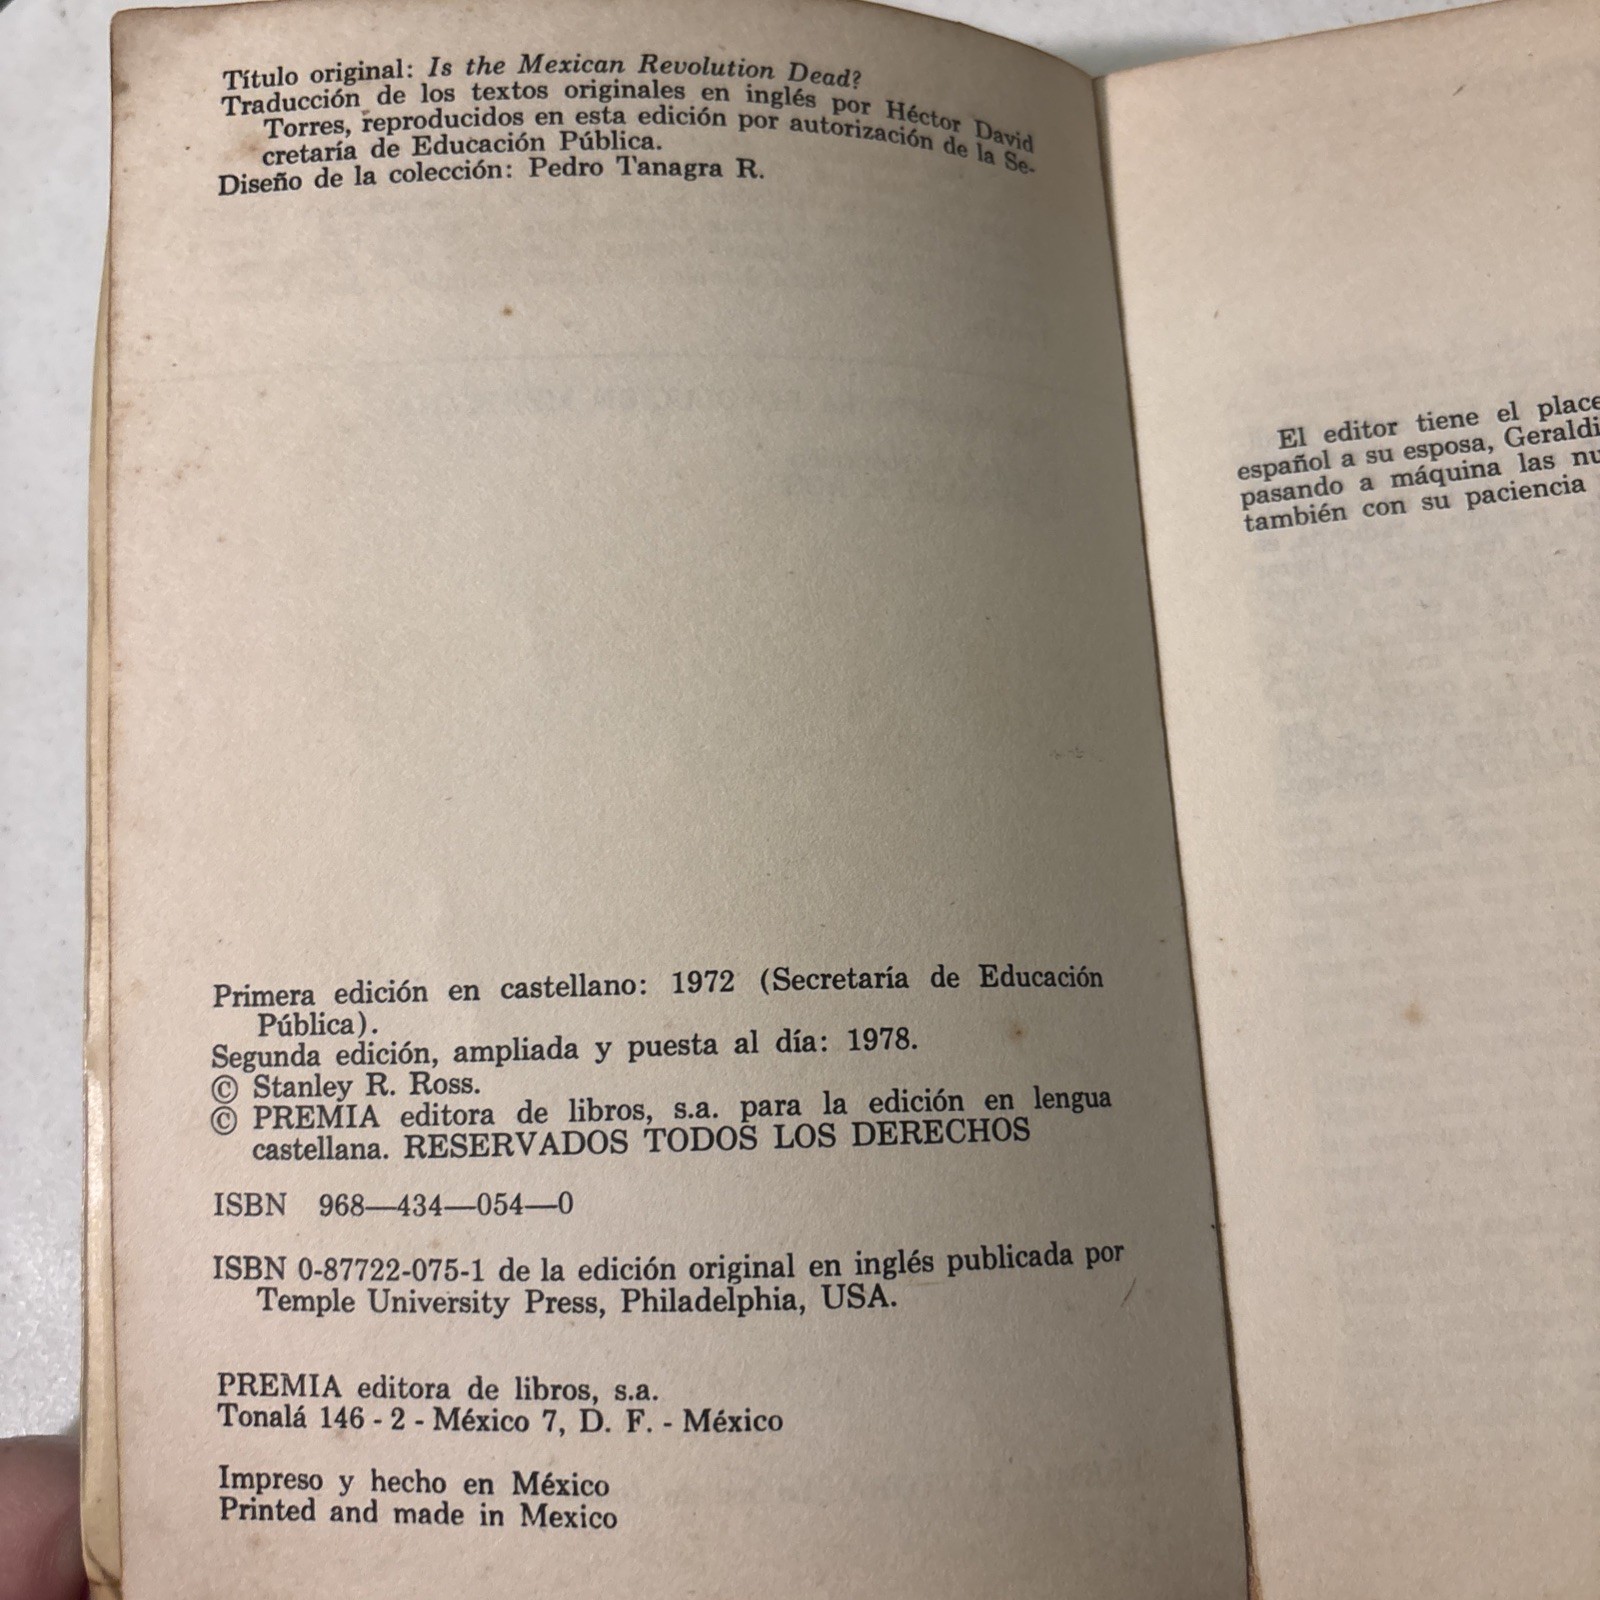 Título original: Is the Mexican Revolution Dead?
Traducción de los textos originales en inglés por Héctor David
Torres, reproducidos en esta edición por autorización de la Se-
cretaría de Educación Pública.
Diseño de la colección: Pedro Tanagra R.
Primera edición en castellano: 1972 (Secretaría de Educación
Pública).
Segunda edición, ampliada y puesta al día: 1978.
© Stanley R. Ross.
© PREMIA editora de libros, s.a. para la edición en lengua
castellana. RESERVADOS TODOS LOS DERECHOS
ISBN 968—434—054—0
ISBN 0-87722-075-1 de la edición original en inglés publicada por
Temple University Press, Philadelphia, USA.
PREMIA editora de libros, s.a.
Tonalá 146 - 2 - México 7, D. F. - México
Impreso y hecho en México
Printed and made in Mexico
El editor tiene el place
español a su esposa, Geraldi
pasando a máquina las nu
también con su paciencia